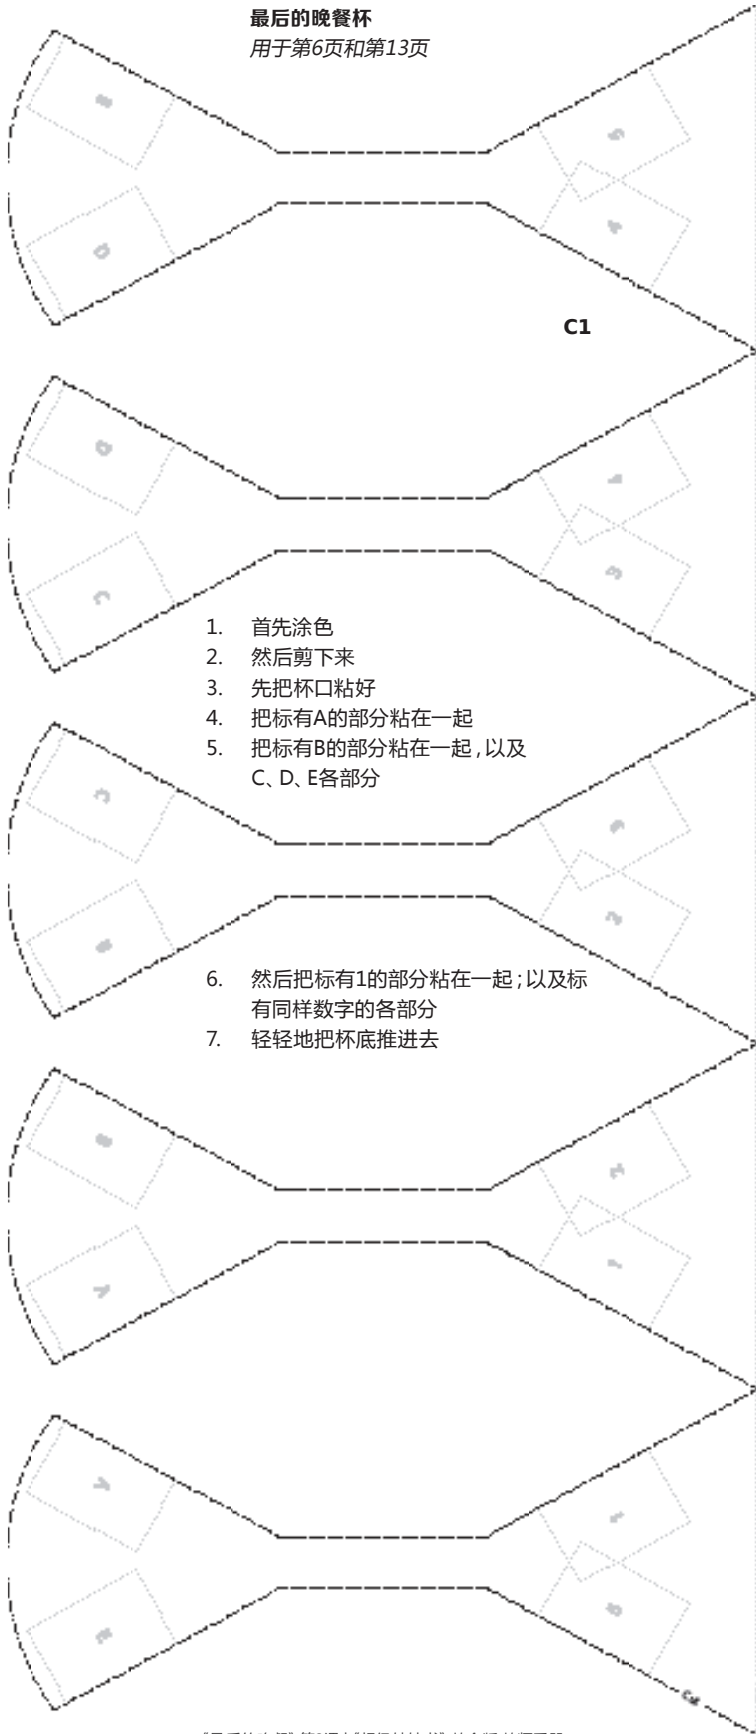 最后的晚餐杯
用于第6页和第13页
C1
1. 首先涂色
2. 然后剪下来
3. 先把杯口粘好
4. 把标有A的部分粘在一起
5. 把标有B的部分粘在一起,以及
C、D、E各部分
6. 然后把标有1的部分粘在一起;以及标
有同样数字的各部分
7. 轻轻地把杯底推进去